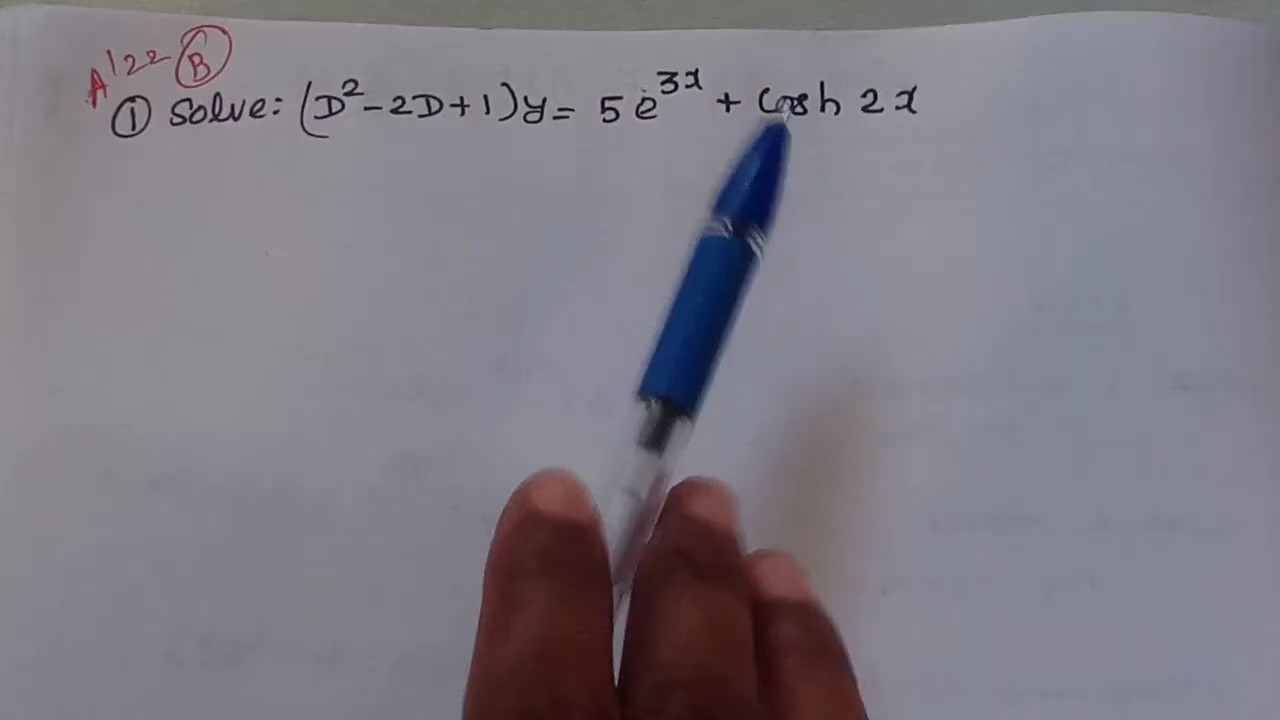 A'22 B
① Solve: (D² - 2D + 1)y = 5e³ˣ + cosh 2x